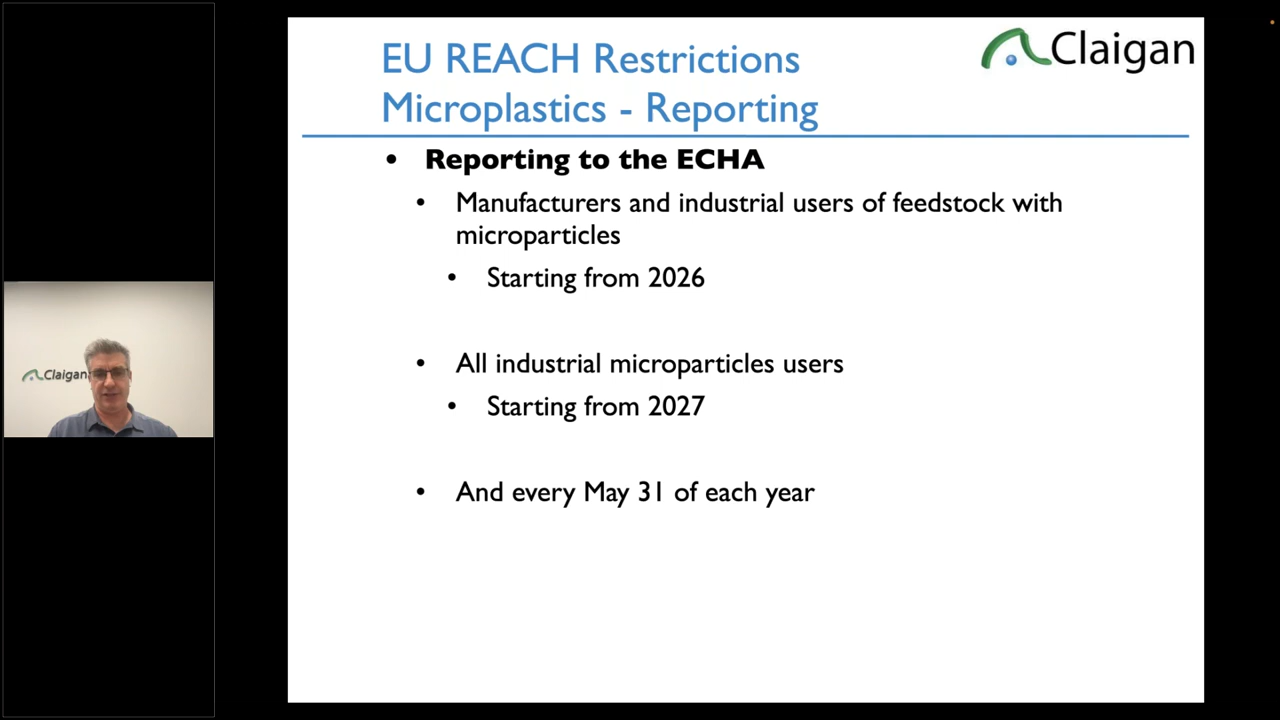 EU REACH Restrictions
Microplastics - Reporting
Claigan
• Reporting to the ECHA
• Manufacturers and industrial users of feedstock with
microparticles
• Starting from 2026
• All industrial microparticles users
• Starting from 2027
• And every May 31 of each year
Claigan